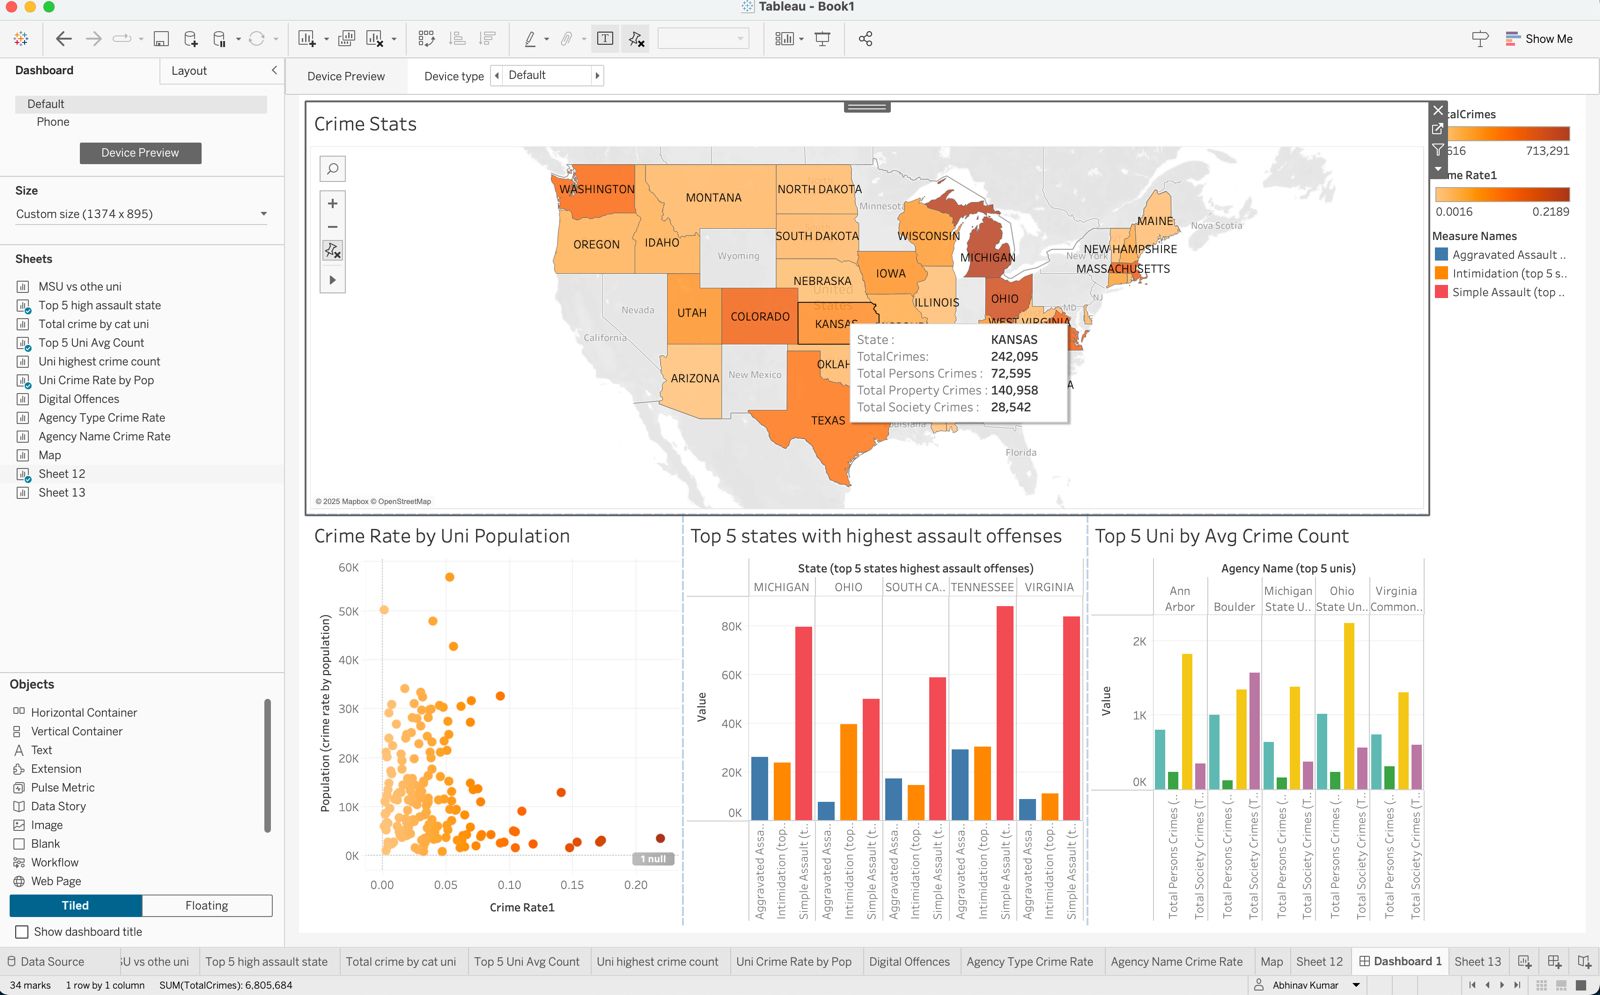 Tableau - Book1
Show Me
Dashboard
Layout
Device Preview
Device type
Default
Default
Phone
Device Preview
Size
Custom size (1374 x 895)
Sheets
MSU vs othe uni
Top 5 high assault state
Total crime by cat uni
Top 5 Uni Avg Count
Uni highest crime count
Uni Crime Rate by Pop
Digital Offences
Agency Type Crime Rate
Agency Name Crime Rate
Map
Sheet 12
Sheet 13
Objects
Horizontal Container
Vertical Container
Text
Extension
Pulse Metric
Data Story
Image
Blank
Workflow
Web Page
Tiled
Floating
Show dashboard title
Crime Stats
WASHINGTON
MONTANA
NORTH DAKOTA
Minnesota
MAINE
Nova Scotia
OREGON
IDAHO
SOUTH DAKOTA
WISCONSIN
Wyoming
MICHIGAN
NEW HAMPSHIRE
New York
MASSACHUSETTS
NEBRASKA
IOWA
United
States
ILLINOIS
OHIO
NJ
MD
Nevada
UTAH
COLORADO
KANSAS
WEST VIRGINIA
California
ARIZONA
New Mexico
OKLAH
TEXAS
Florida
A
State : KANSAS
TotalCrimes: 242,095
Total Persons Crimes : 72,595
Total Property Crimes : 140,958
Total Society Crimes : 28,542
© 2025 Mapbox © OpenStreetMap
talCrimes
616 713,291
me Rate1
0.0016 0.2189
Measure Names
Aggravated Assault ..
Intimidation (top 5 s..
Simple Assault (top ..
Crime Rate by Uni Population
Population (crime rate by population)
60K
50K
40K
30K
20K
10K
0K
1 null
0.00 0.05 0.10 0.15 0.20
Crime Rate1
Top 5 states with highest assault offenses
State (top 5 states highest assault offenses)
MICHIGAN OHIO SOUTH CA.. TENNESSEE VIRGINIA
Value
80K
60K
40K
20K
0K
Aggravated Assa..
Intimidation (top..
Simple Assault (t..
Aggravated Assa..
Intimidation (top..
Simple Assault (t..
Aggravated Assa..
Intimidation (top..
Simple Assault (t..
Aggravated Assa..
Intimidation (top..
Simple Assault (t..
Aggravated Assa..
Intimidation (top..
Simple Assault (t..
Top 5 Uni by Avg Crime Count
Agency Name (top 5 unis)
Ann Arbor
Boulder
Michigan State U..
Ohio State Un..
Virginia Common..
Value
2K
1K
0K
Total Persons Crimes (..
Total Society Crimes (T..
Total Persons Crimes (..
Total Society Crimes (T..
Total Persons Crimes (..
Total Society Crimes (T..
Total Persons Crimes (..
Total Society Crimes (T..
Total Persons Crimes (..
Total Society Crimes (T..
Data Source
SU vs othe uni
Top 5 high assault state
Total crime by cat uni
Top 5 Uni Avg Count
Uni highest crime count
Uni Crime Rate by Pop
Digital Offences
Agency Type Crime Rate
Agency Name Crime Rate
Map
Sheet 12
Dashboard 1
Sheet 13
34 marks
1 row by 1 column
SUM(TotalCrimes): 6,805,684
Abhinav Kumar